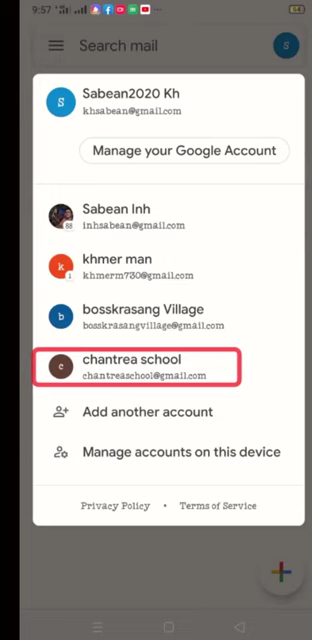 9:57
Search mail
S
S
Sabean2020 Kh
khsabean@gmail.com
Manage your Google Account
Sabean Inh
inhsabean@gmail.com
88
k
1
khmer man
khmerm730@gmail.com
b
bosskrasang Village
bosskrasangvillage@gmail.com
c
chantrea school
chantreaschool@gmail.com
Add another account
Manage accounts on this device
Privacy Policy • Terms of Service